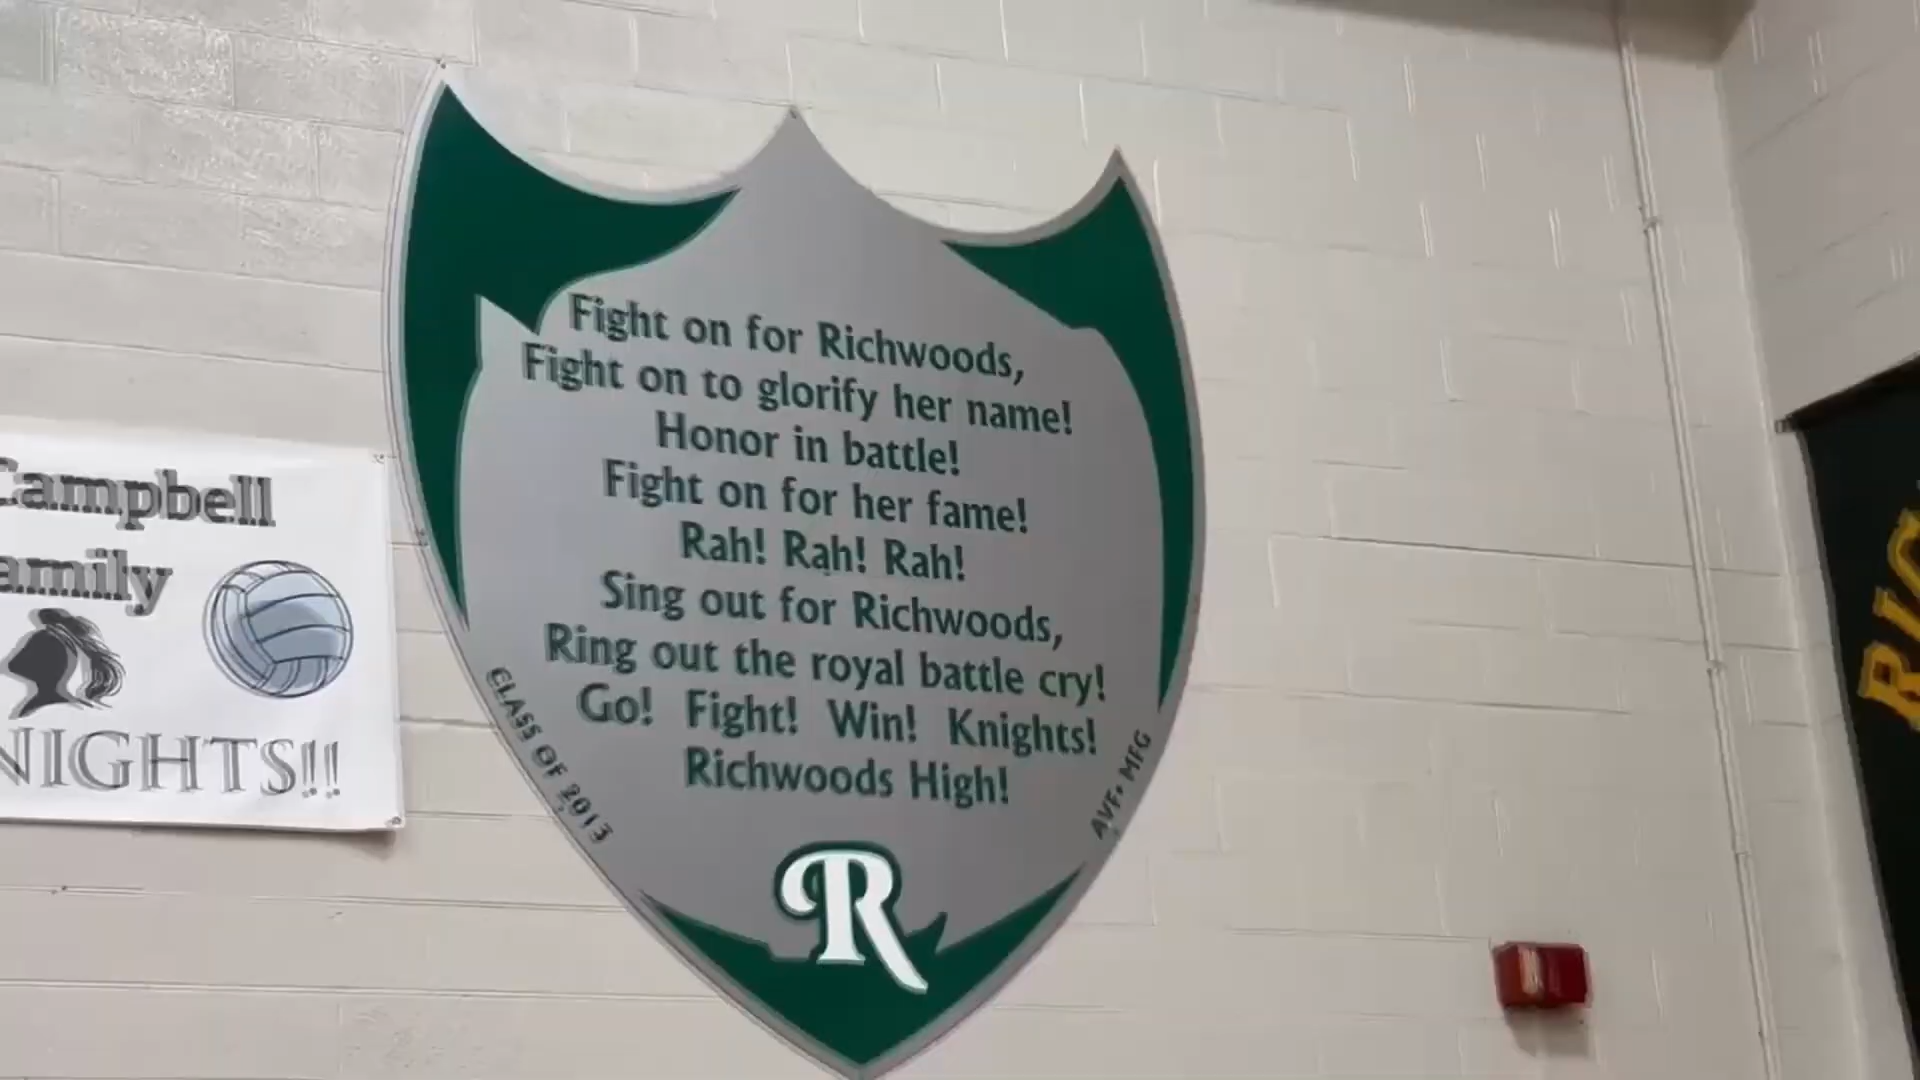 Fight on for Richwoods,
Fight on to glorify her name!
Honor in battle!
Fight on for her fame!
Rah! Rah! Rah!
Sing out for Richwoods,
Ring out the royal battle cry!
Go! Fight! Win! Knights!
Richwoods High!
CLASS OF 2013
AVF+ MFG
R
Campbell
amily
NIGHTS!!
RIC